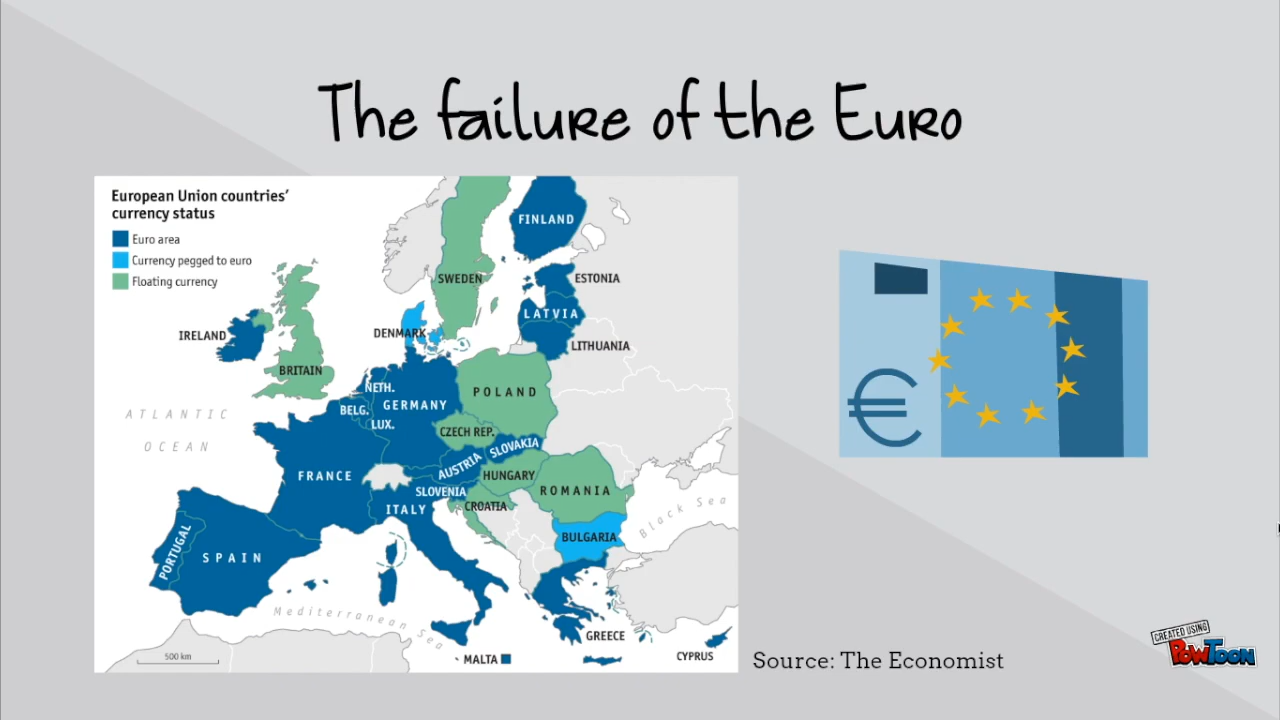 The failure of the Euro
European Union countries’
currency status
Euro area
Currency pegged to euro
Floating currency
FINLAND
SWEDEN
ESTONIA
LATVIA
LITHUANIA
DENMARK
IRELAND
BRITAIN
NETH.
BELG.
GERMANY
LUX.
POLAND
CZECH REP.
SLOVAKIA
ATLANTIC
OCEAN
FRANCE
AUSTRIA
HUNGARY
SLOVENIA
ROMANIA
CROATIA
ITALY
Black Sea
BULGARIA
PORTUGAL
SPAIN
Mediterranean Sea
GREECE
CYPRUS
MALTA
500 km
€
Source: The Economist
CREATED USING
POWTOON